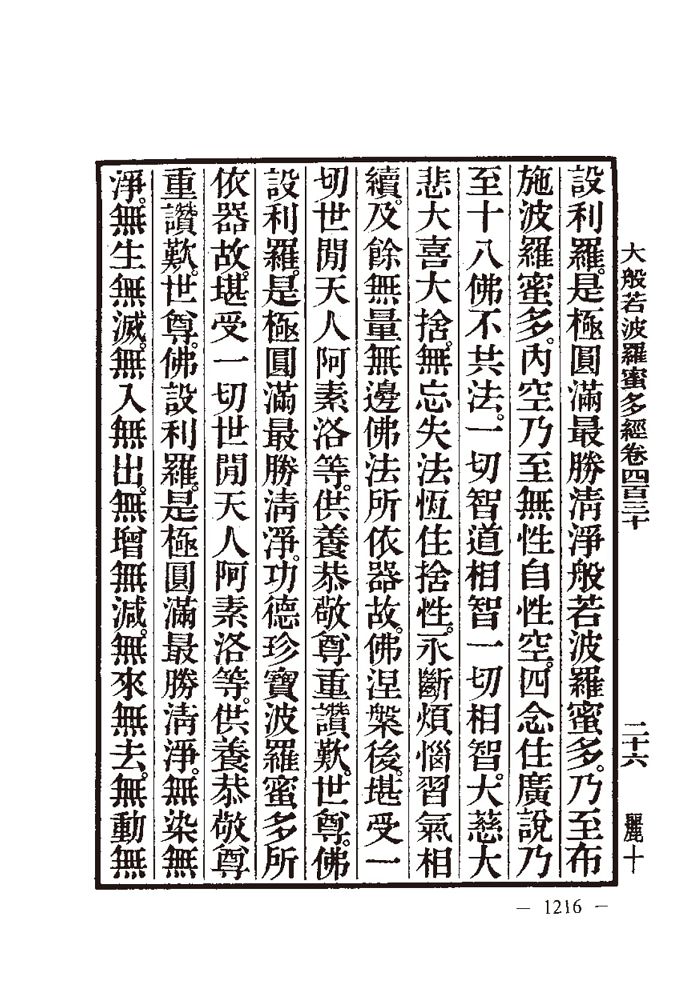 大般若波羅蜜多經卷四百三十 二十六 麗十
設利羅。是極圓滿最勝淸淨般若波羅蜜多。乃至布
施波羅蜜多。內空乃至無性自性空。四念住廣說乃
至十八佛不共法。一切智道相智一切相智。大慈大
悲大喜大捨。無忘失法恆住捨性。永斷煩惱習氣相
續。及餘無量無邊佛法所依器故。佛涅槃後。堪受一
切世閒天人阿素洛等。供養恭敬尊重讚歎。世尊。佛
設利羅。是極圓滿最勝淸淨。功德珍寶波羅蜜多所
依器故。堪受一切世閒天人阿素洛等。供養恭敬尊
重讚歎。世尊。佛設利羅。是極圓滿最勝淸淨。無染無
淨。無生無滅。無入無出。無增無減。無來無去。無動無
— 1216 —